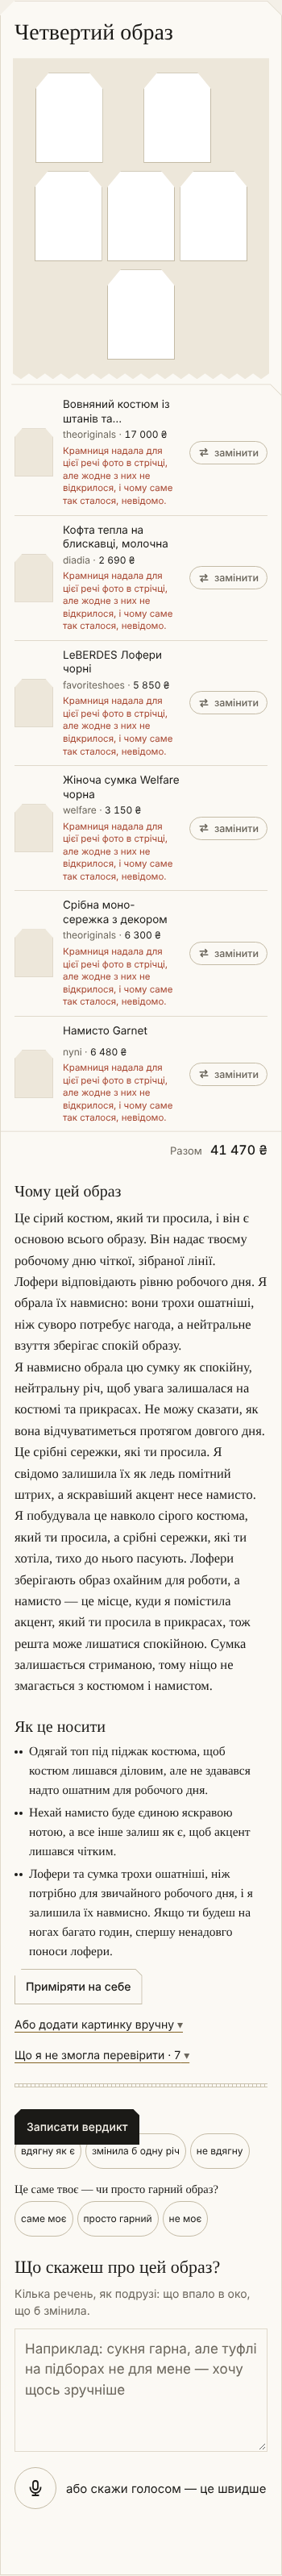 Четвертий образ
Вовняний костюм із
штанів та...
theoriginals · 17 000 ₴
Крамниця надала для
цієї речі фото в стрічці,
але жодне з них не
відкрилося, і чому саме
так сталося, невідомо.
замінити
Кофта тепла на
блискавці, молочна
diadia · 2 690 ₴
Крамниця надала для
цієї речі фото в стрічці,
але жодне з них не
відкрилося, і чому саме
так сталося, невідомо.
замінити
LeBERDES Лофери
чорні
favoriteshoes · 5 850 ₴
Крамниця надала для
цієї речі фото в стрічці,
але жодне з них не
відкрилося, і чому саме
так сталося, невідомо.
замінити
Жіноча сумка Welfare
чорна
welfare · 3 150 ₴
Крамниця надала для
цієї речі фото в стрічці,
але жодне з них не
відкрилося, і чому саме
так сталося, невідомо.
замінити
Срібна моно-
сережка з декором
theoriginals · 6 300 ₴
Крамниця надала для
цієї речі фото в стрічці,
але жодне з них не
відкрилося, і чому саме
так сталося, невідомо.
замінити
Намисто Garnet
nyni · 6 480 ₴
Крамниця надала для
цієї речі фото в стрічці,
але жодне з них не
відкрилося, і чому саме
так сталося, невідомо.
замінити
Разом 41 470 ₴
Чому цей образ
Це сірий костюм, який ти просила, і він є
основою всього образу. Він надає твоєму
робочому дню чіткої, зібраної лінії.
Лофери відповідають рівню робочого дня. Я
обрала їх навмисно: вони трохи ошатніші,
ніж суворо потребує нагода, а нейтральне
взуття зберігає спокій образу.
Я навмисно обрала цю сумку як спокійну,
нейтральну річ, щоб увага залишалася на
костюмі та прикрасах. Не можу сказати, як
вона відчуватиметься протягом довгого дня.
Це срібні сережки, які ти просила. Я
свідомо залишила їх як ледь помітний
штрих, а яскравіший акцент несе намисто.
Я побудувала це навколо сірого костюма,
який ти просила, а срібні сережки, які ти
хотіла, тихо до нього пасують. Лофери
зберігають образ охайним для роботи, а
намисто — це місце, куди я помістила
акцент, який ти просила в прикрасах, тож
решта може лишатися спокійною. Сумка
залишається стриманою, тому ніщо не
змагається з костюмом і намистом.
Як це носити
•• Одягай топ під піджак костюма, щоб
костюм лишався діловим, але не здавався
надто ошатним для робочого дня.
•• Нехай намисто буде єдиною яскравою
нотою, а все інше залиш як є, щоб акцент
лишався чітким.
•• Лофери та сумка трохи ошатніші, ніж
потрібно для звичайного робочого дня, і я
залишила їх навмисно. Якщо ти будеш на
ногах багато годин, спершу ненадовго
поноси лофери.
Приміряти на себе
Або додати картинку вручну ▾
Що я не змогла перевірити · 7 ▾
Записати вердикт
вдягну як є
змінила б одну річ
не вдягну
Це саме твоє — чи просто гарний образ?
саме моє
просто гарний
не моє
Що скажеш про цей образ?
Кілька речень, як подрузі: що впало в око,
що б змінила.
Наприклад: сукня гарна, але туфлі
на підборах не для мене — хочу
щось зручніше
або скажи голосом — це швидше